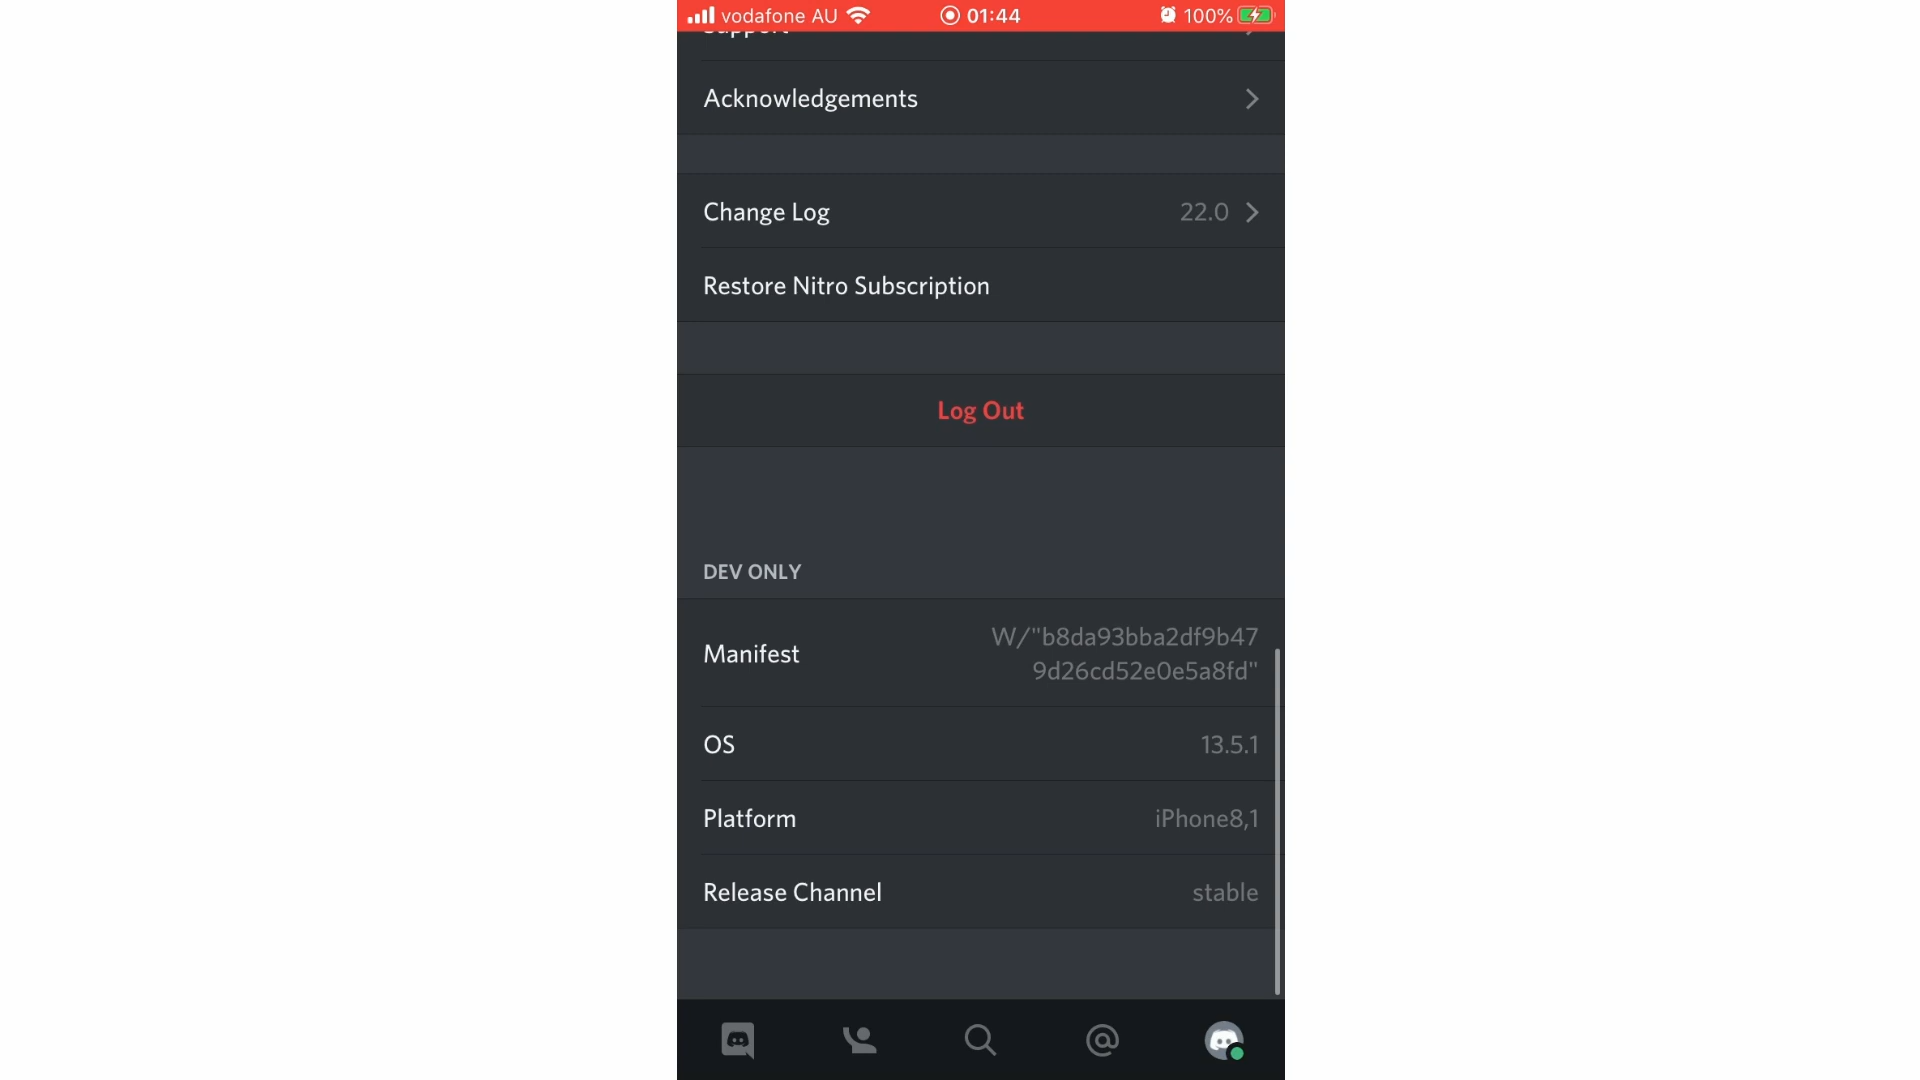 vodafone AU 01:44 100%
Support
Acknowledgements
Change Log 22.0
Restore Nitro Subscription
Log Out
DEV ONLY
Manifest W/"b8da93bba2df9b47
9d26cd52e0e5a8fd"
OS 13.5.1
Platform iPhone8,1
Release Channel stable